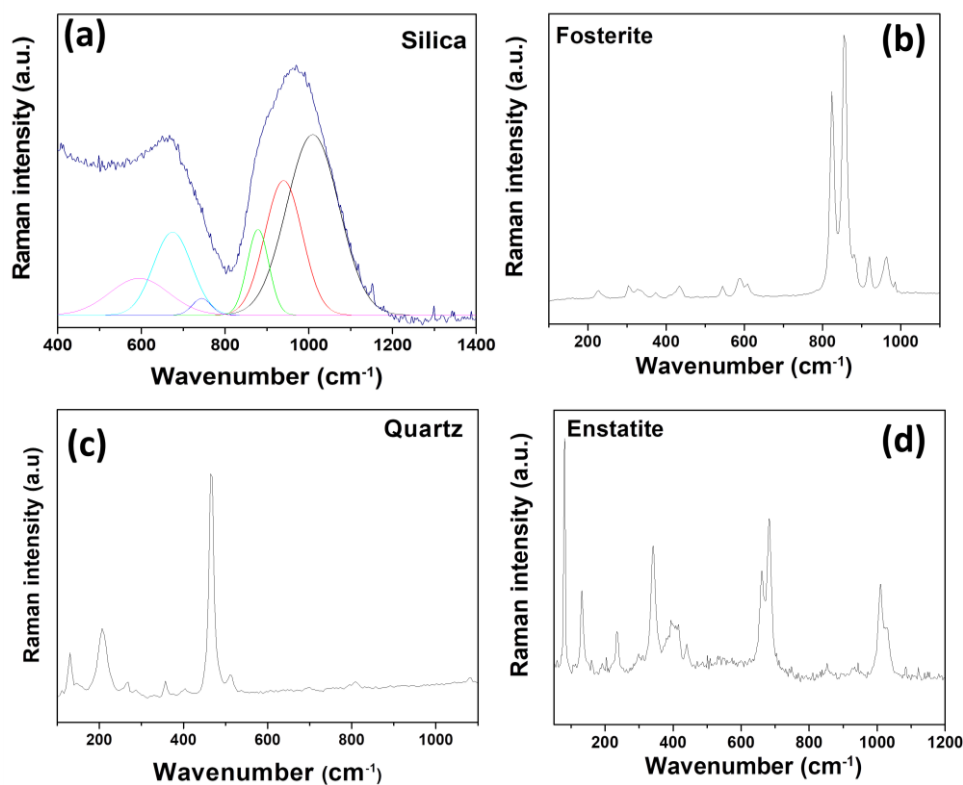 (a)
Silica
Raman intensity (a.u.)
400 600 800 1000 1200 1400
Wavenumber (cm⁻¹)
Fosterite
(b)
Raman intensity (a.u.)
200 400 600 800 1000
Wavenumber (cm⁻¹)
(c)
Quartz
Raman intensity (a.u)
200 400 600 800 1000
Wavenumber (cm⁻¹)
Enstatite
(d)
Raman intensity (a.u.)
200 400 600 800 1000 1200
Wavenumber (cm⁻¹)